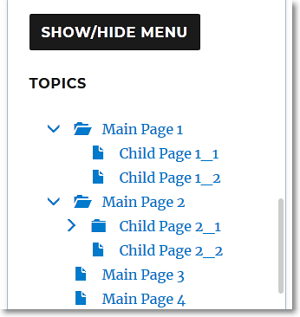 SHOW/HIDE MENU
TOPICS
Main Page 1
Child Page 1_1
Child Page 1_2
Main Page 2
Child Page 2_1
Child Page 2_2
Main Page 3
Main Page 4